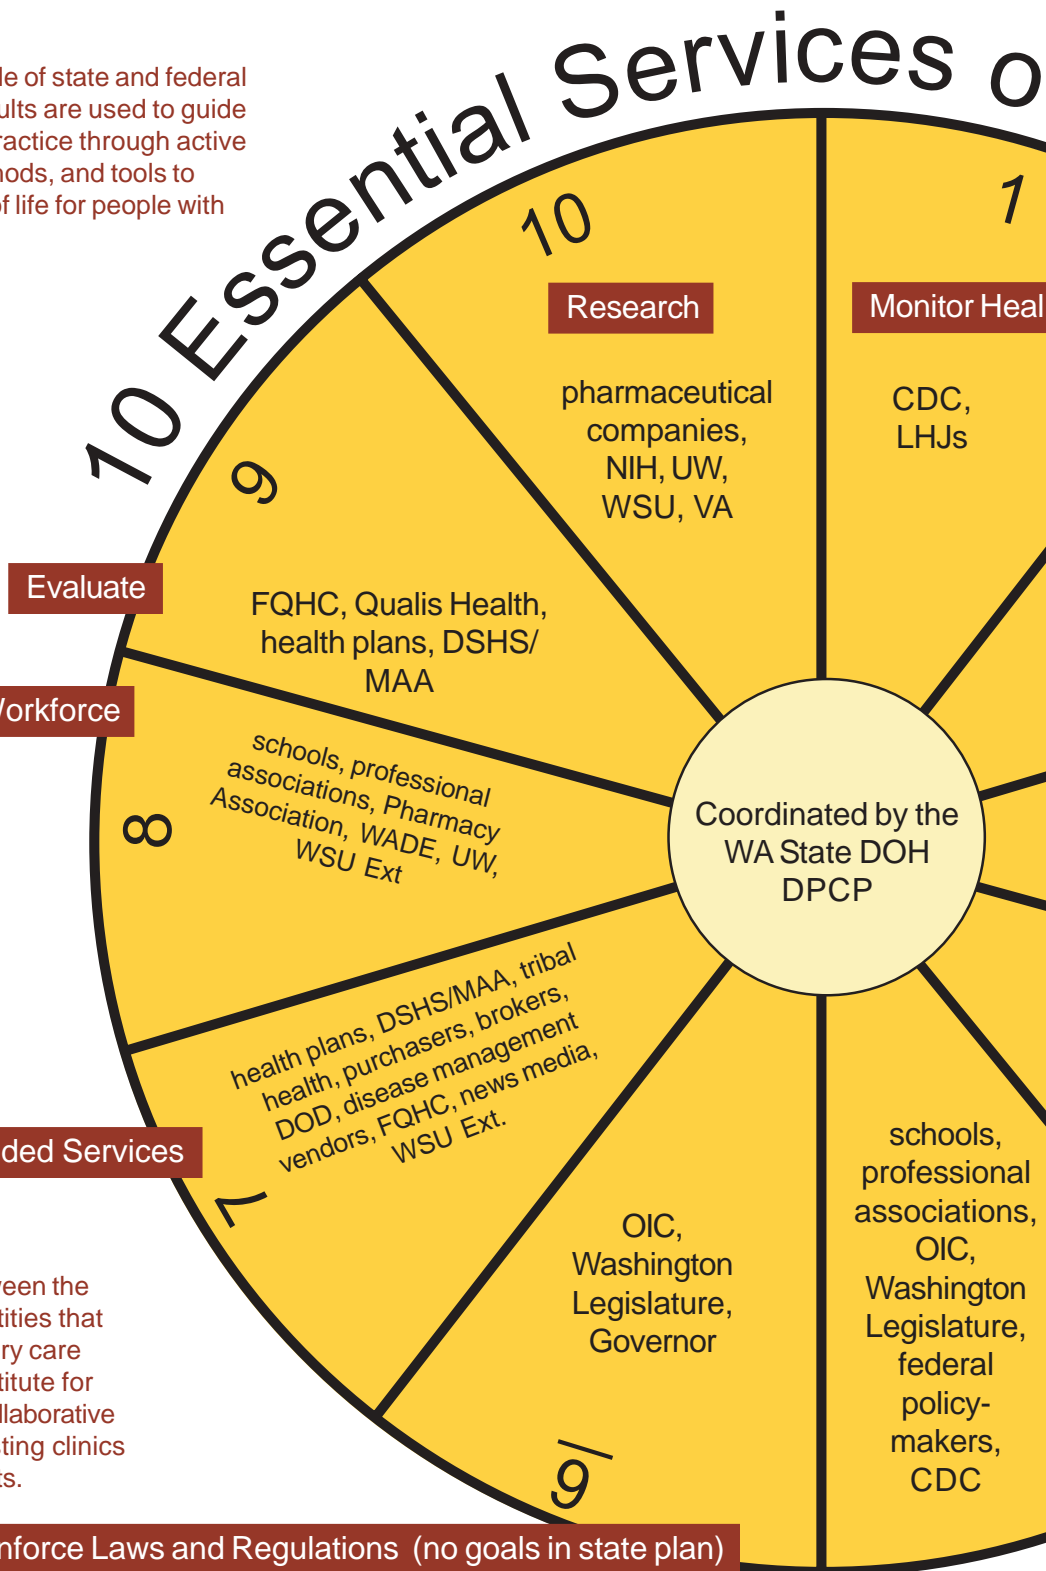 10 Essential Services o
le of state and federal
ults are used to guide
ractice through active
hods, and tools to
of life for people with
10
Research
pharmaceutical
companies,
NIH, UW,
WSU, VA
1
Monitor Heal
CDC,
LHJs
9
Evaluate
FQHC, Qualis Health,
health plans, DSHS/
MAA
Workforce
8
schools, professional
associations, Pharmacy
Association, WADE, UW,
WSU Ext
Coordinated by the
WA State DOH
DPCP
health plans, DSHS/MAA, tribal
health, purchasers, brokers,
DOD, disease management
vendors, FQHC, news media,
WSU Ext.
ded Services
7
ween the
tities that
ry care
titute for
llaborative
sting clinics
ts.
OIC,
Washington
Legislature,
Governor
6
schools,
professional
associations,
OIC,
Washington
Legislature,
federal
policy-
makers,
CDC
nforce Laws and Regulations (no goals in state plan)